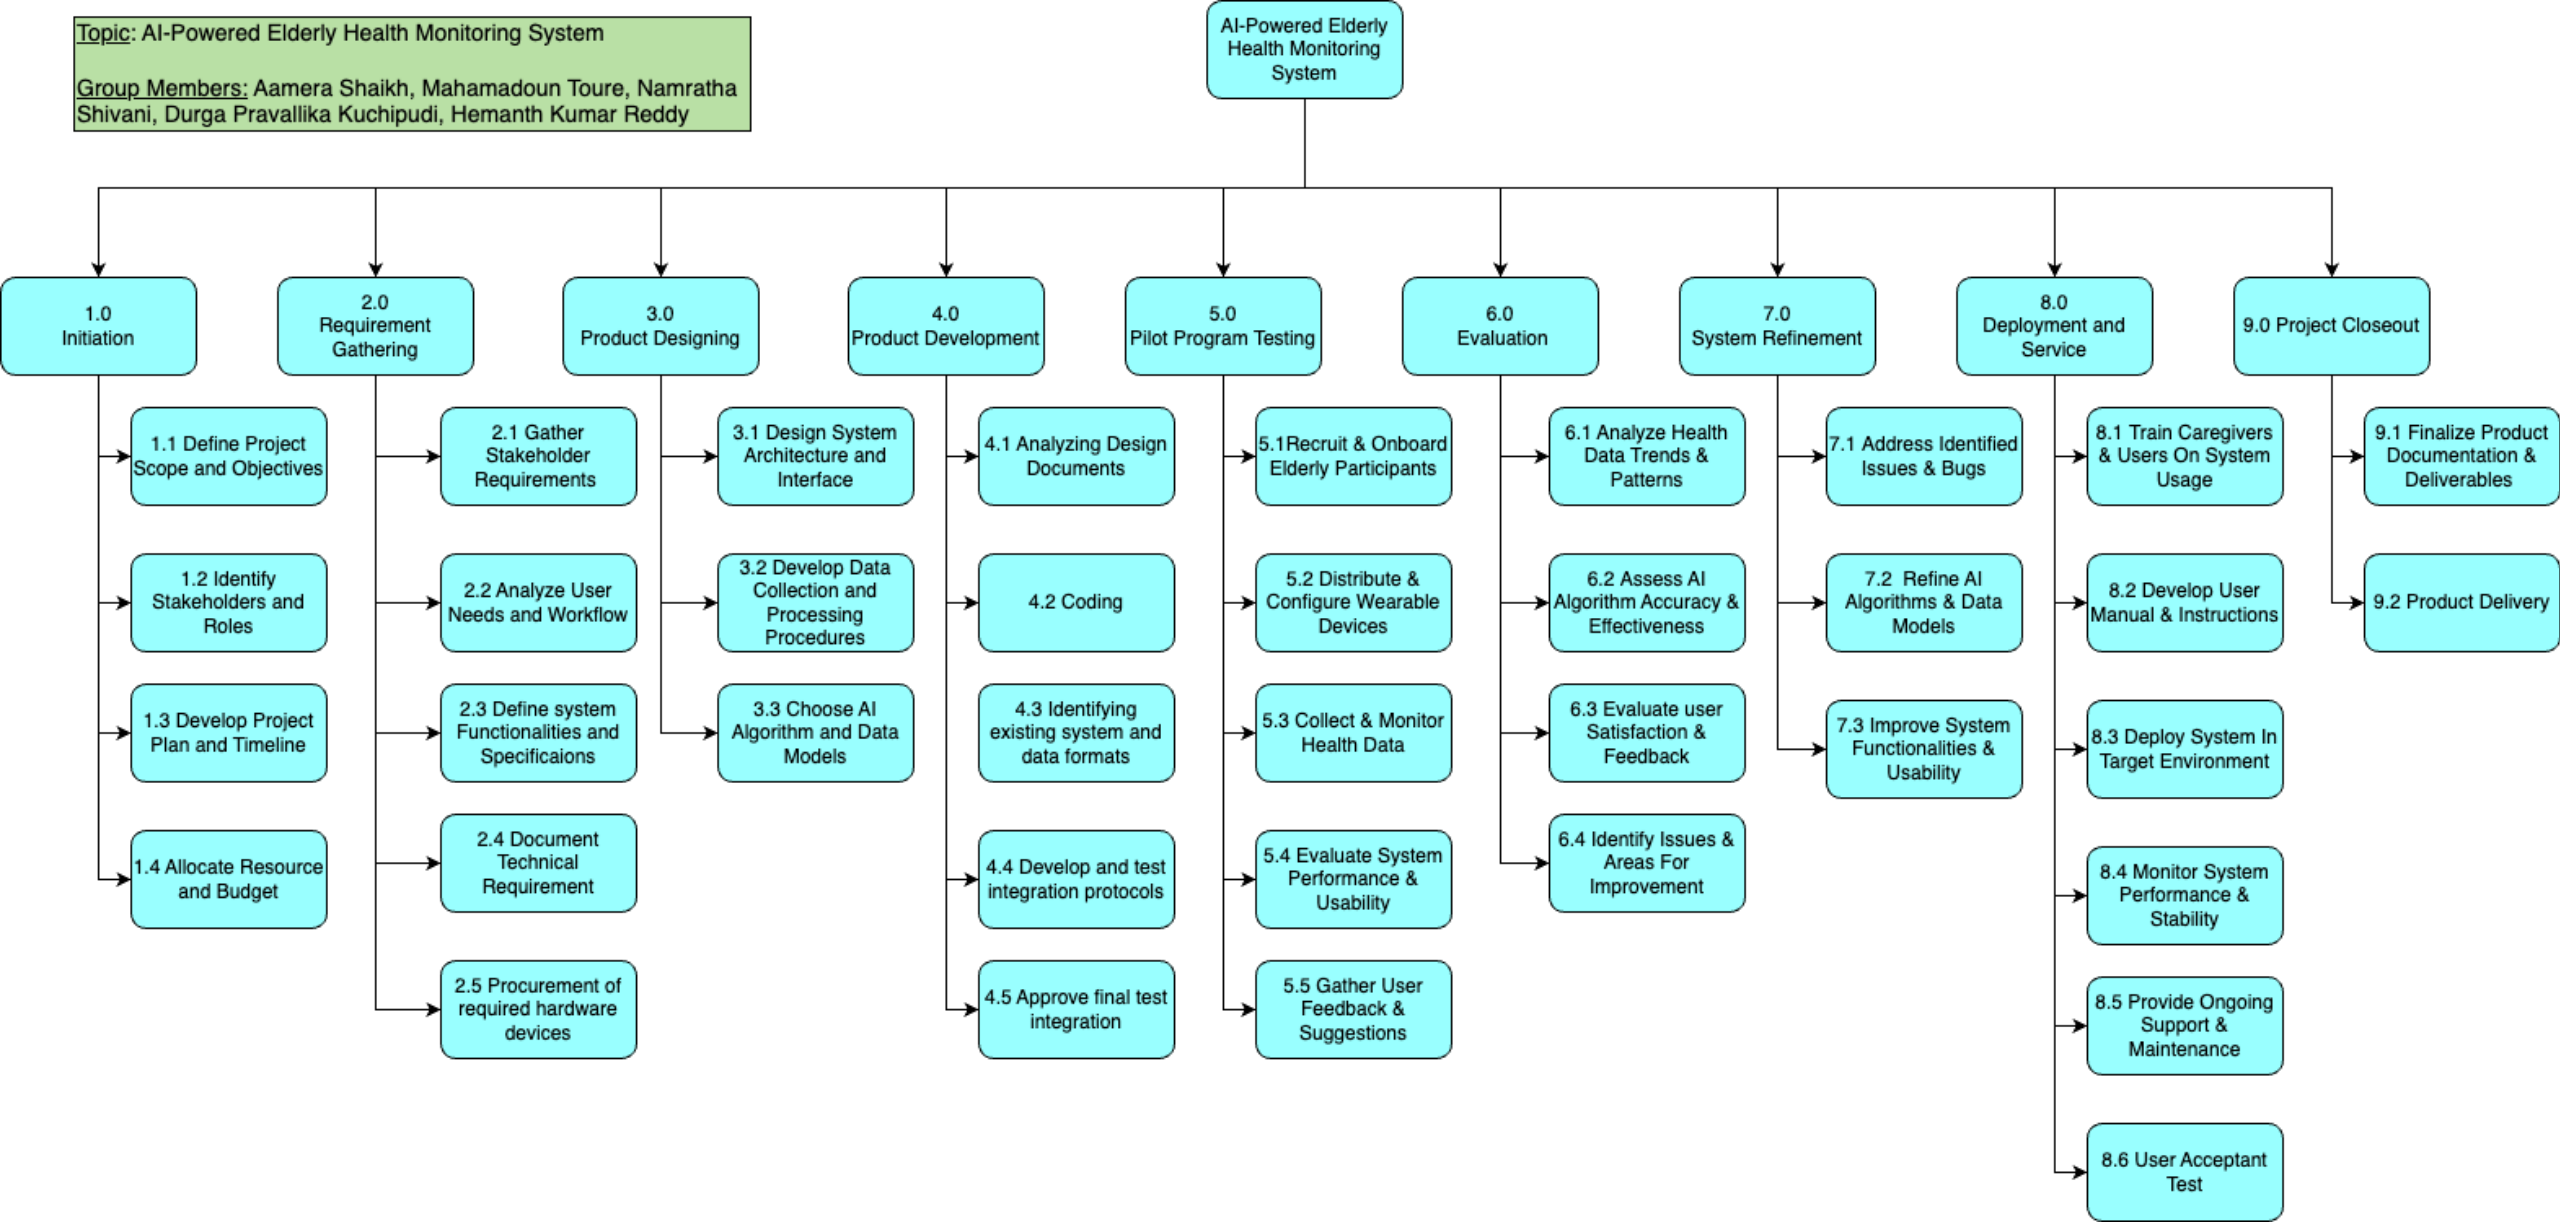 Topic: AI-Powered Elderly Health Monitoring System
Group Members: Aamera Shaikh, Mahamadoun Toure, Namratha
Shivani, Durga Pravallika Kuchipudi, Hemanth Kumar Reddy
AI-Powered Elderly
Health Monitoring
System
1.0
Initiation
1.1 Define Project
Scope and Objectives
1.2 Identify
Stakeholders and
Roles
1.3 Develop Project
Plan and Timeline
1.4 Allocate Resource
and Budget
2.0
Requirement
Gathering
2.1 Gather
Stakeholder
Requirements
2.2 Analyze User
Needs and Workflow
2.3 Define system
Functionalities and
Specificaions
2.4 Document
Technical
Requirement
2.5 Procurement of
required hardware
devices
3.0
Product Designing
3.1 Design System
Architecture and
Interface
3.2 Develop Data
Collection and
Processing
Procedures
3.3 Choose AI
Algorithm and Data
Models
4.0
Product Development
4.1 Analyzing Design
Documents
4.2 Coding
4.3 Identifying
existing system and
data formats
4.4 Develop and test
integration protocols
4.5 Approve final test
integration
5.0
Pilot Program Testing
5.1Recruit & Onboard
Elderly Participants
5.2 Distribute &
Configure Wearable
Devices
5.3 Collect & Monitor
Health Data
5.4 Evaluate System
Performance &
Usability
5.5 Gather User
Feedback &
Suggestions
6.0
Evaluation
6.1 Analyze Health
Data Trends &
Patterns
6.2 Assess AI
Algorithm Accuracy &
Effectiveness
6.3 Evaluate user
Satisfaction &
Feedback
6.4 Identify Issues &
Areas For
Improvement
7.0
System Refinement
7.1 Address Identified
Issues & Bugs
7.2 Refine AI
Algorithms & Data
Models
7.3 Improve System
Functionalities &
Usability
8.0
Deployment and
Service
8.1 Train Caregivers
& Users On System
Usage
8.2 Develop User
Manual & Instructions
8.3 Deploy System In
Target Environment
8.4 Monitor System
Performance &
Stability
8.5 Provide Ongoing
Support &
Maintenance
8.6 User Acceptant
Test
9.0 Project Closeout
9.1 Finalize Product
Documentation &
Deliverables
9.2 Product Delivery